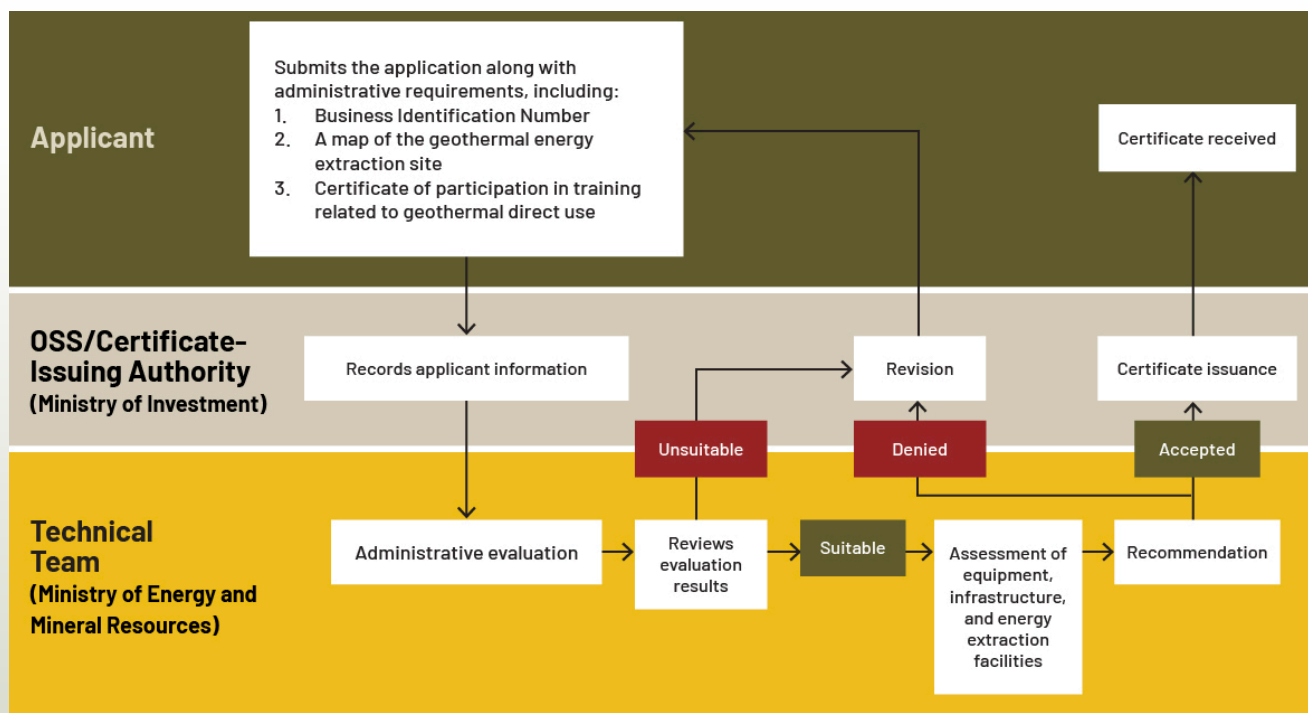 Applicant
Submits the application along with
administrative requirements, including:
1. Business Identification Number
2. A map of the geothermal energy
extraction site
3. Certificate of participation in training
related to geothermal direct use
Certificate received
OSS/Certificate-
Issuing Authority
(Ministry of Investment)
Records applicant information
Revision
Certificate issuance
Unsuitable
Denied
Accepted
Technical
Team
(Ministry of Energy and
Mineral Resources)
Administrative evaluation
Reviews
evaluation
results
Suitable
Assessment of
equipment,
infrastructure,
and energy
extraction
facilities
Recommendation